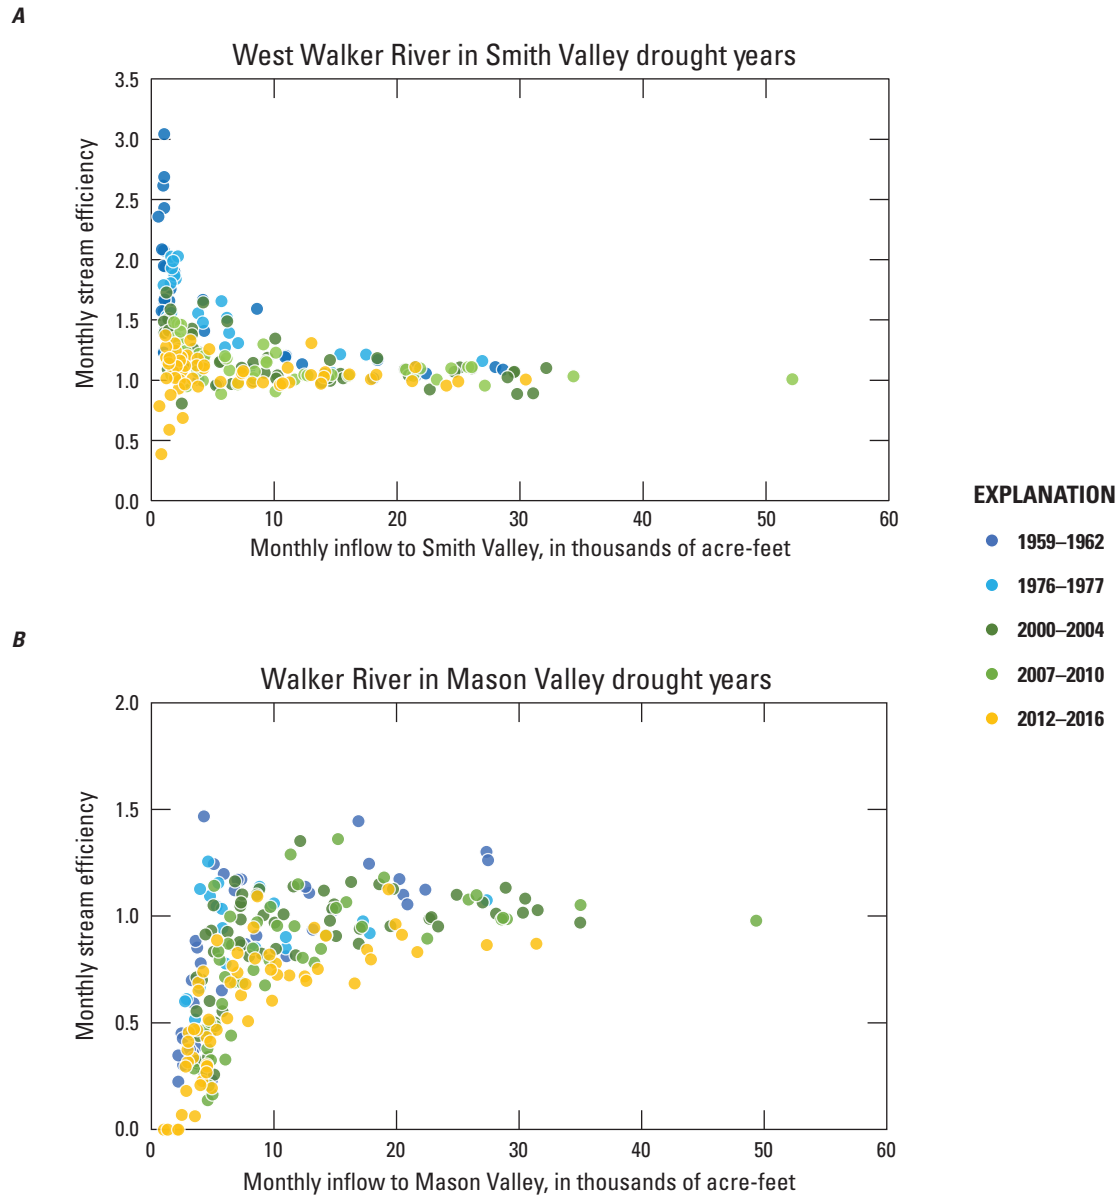 A
West Walker River in Smith Valley drought years
3.5
3.0
2.5
2.0
1.5
1.0
0.5
0.0
Monthly stream efficiency
0 10 20 30 40 50 60
Monthly inflow to Smith Valley, in thousands of acre-feet
EXPLANATION
1959–1962
1976–1977
2000–2004
2007–2010
2012–2016
B
Walker River in Mason Valley drought years
2.0
1.5
1.0
0.5
0.0
Monthly stream efficiency
0 10 20 30 40 50 60
Monthly inflow to Mason Valley, in thousands of acre-feet